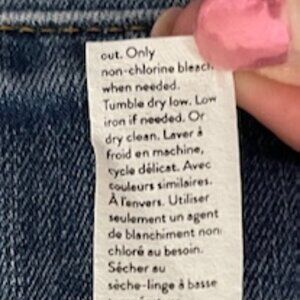 out. Only
non-chlorine bleach
when needed.
Tumble dry low. Low
iron if needed. Or
dry clean. Laver à
froid en machine,
cycle délicat. Avec
couleurs similaires.
À l'envers. Utiliser
seulement un agent
de blanchiment non
chloré au besoin.
Sécher au
sèche-linge à basse